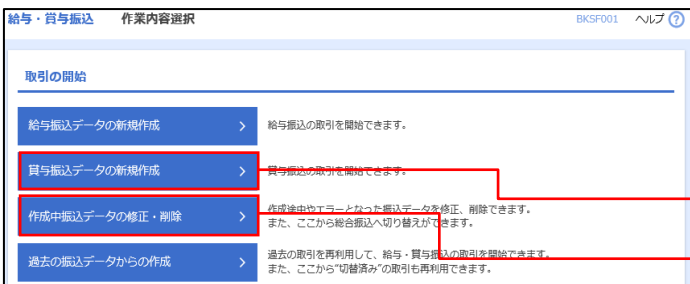 給与・賞与振込 作業内容選択 BKSF001 ヘルプ ?
取引の開始
給与振込データの新規作成 > 給与振込の取引を開始できます。
賞与振込データの新規作成 > 賞与振込の取引を開始できます。
作成中振込データの修正・削除 > 作成途中やエラーとなった振込データを修正、削除できます。
また、ここから総合振込へ切り替えができます。
過去の振込データからの作成 > 過去の取引を再利用して、給与・賞与振込の取引を開始できます。
また、ここから"切替済み"の取引も再利用できます。